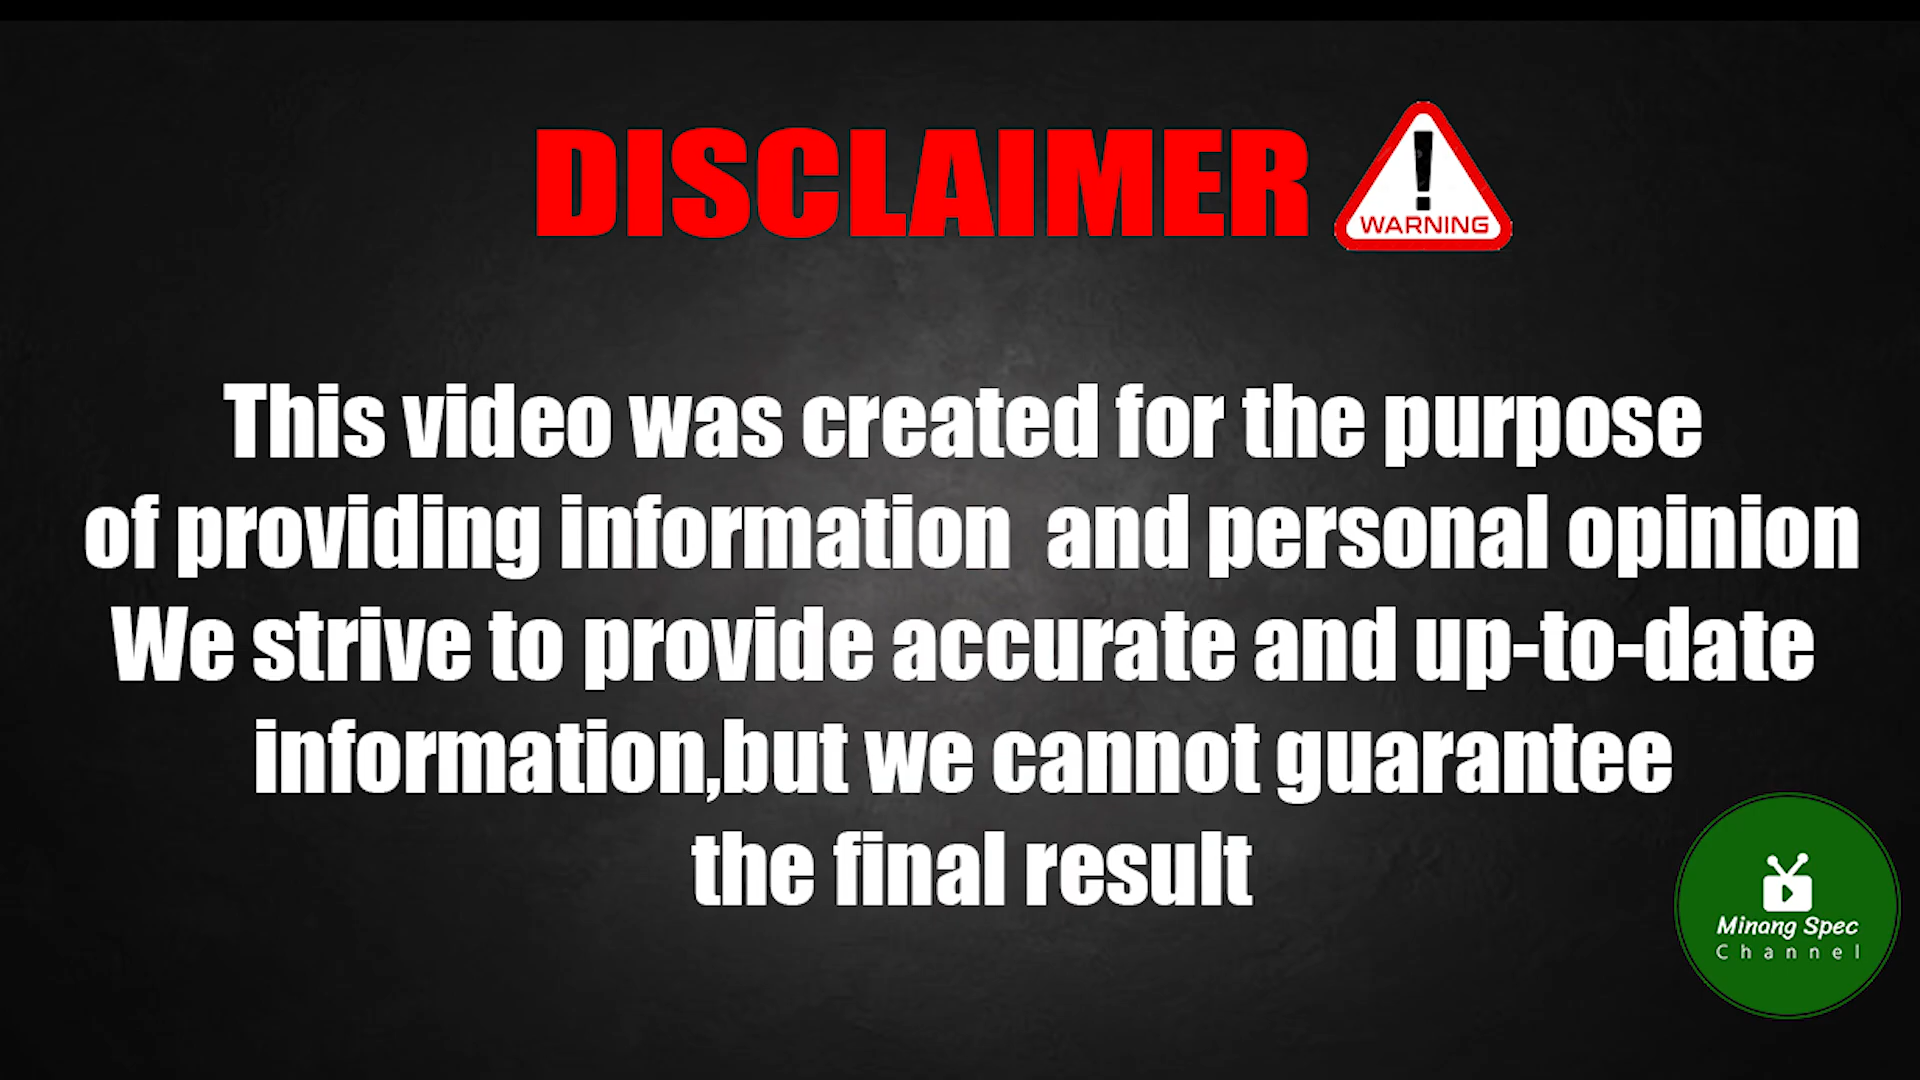 DISCLAIMER
WARNING
This video was created for the purpose
of providing information and personal opinion
We strive to provide accurate and up-to-date
information,but we cannot guarantee
the final result
Minang Spec
Channel